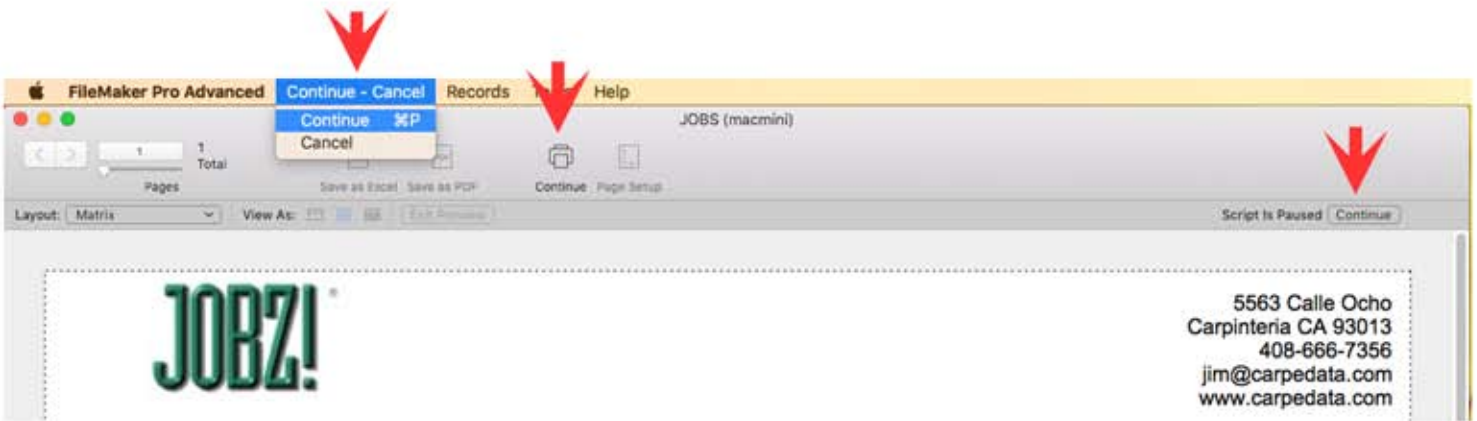 FileMaker Pro Advanced Continue - Cancel Records Help
Continue ⌘P
Cancel
JOBS (macmini)
1
1
Total
Pages
Save as Excel Save as PDF Continue Page Setup
Layout: Matrix View As: Exit Preview
Script Is Paused Continue
JOBZ! ®
5563 Calle Ocho
Carpinteria CA 93013
408-666-7356
jim@carpedata.com
www.carpedata.com